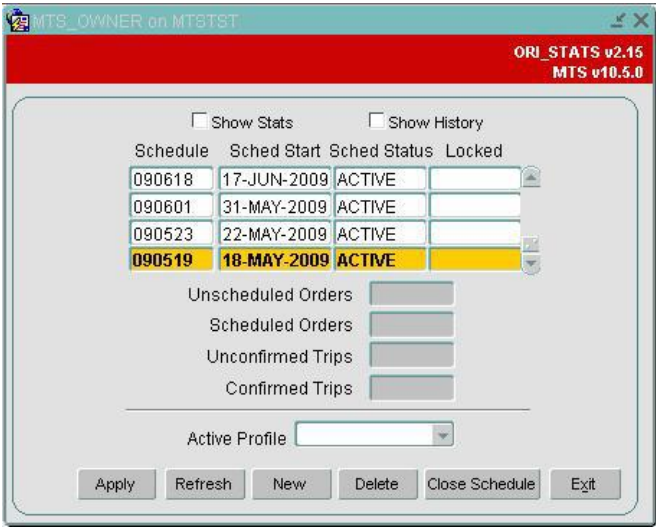 MTS_OWNER on MTSTST
ORI_STATS v2.15
MTS v10.5.0
Show Stats Show History
Schedule Sched Start Sched Status Locked
090618 17-JUN-2009 ACTIVE
090601 31-MAY-2009 ACTIVE
090523 22-MAY-2009 ACTIVE
090519 18-MAY-2009 ACTIVE
Unscheduled Orders
Scheduled Orders
Unconfirmed Trips
Confirmed Trips
Active Profile
Apply Refresh New Delete Close Schedule Exit